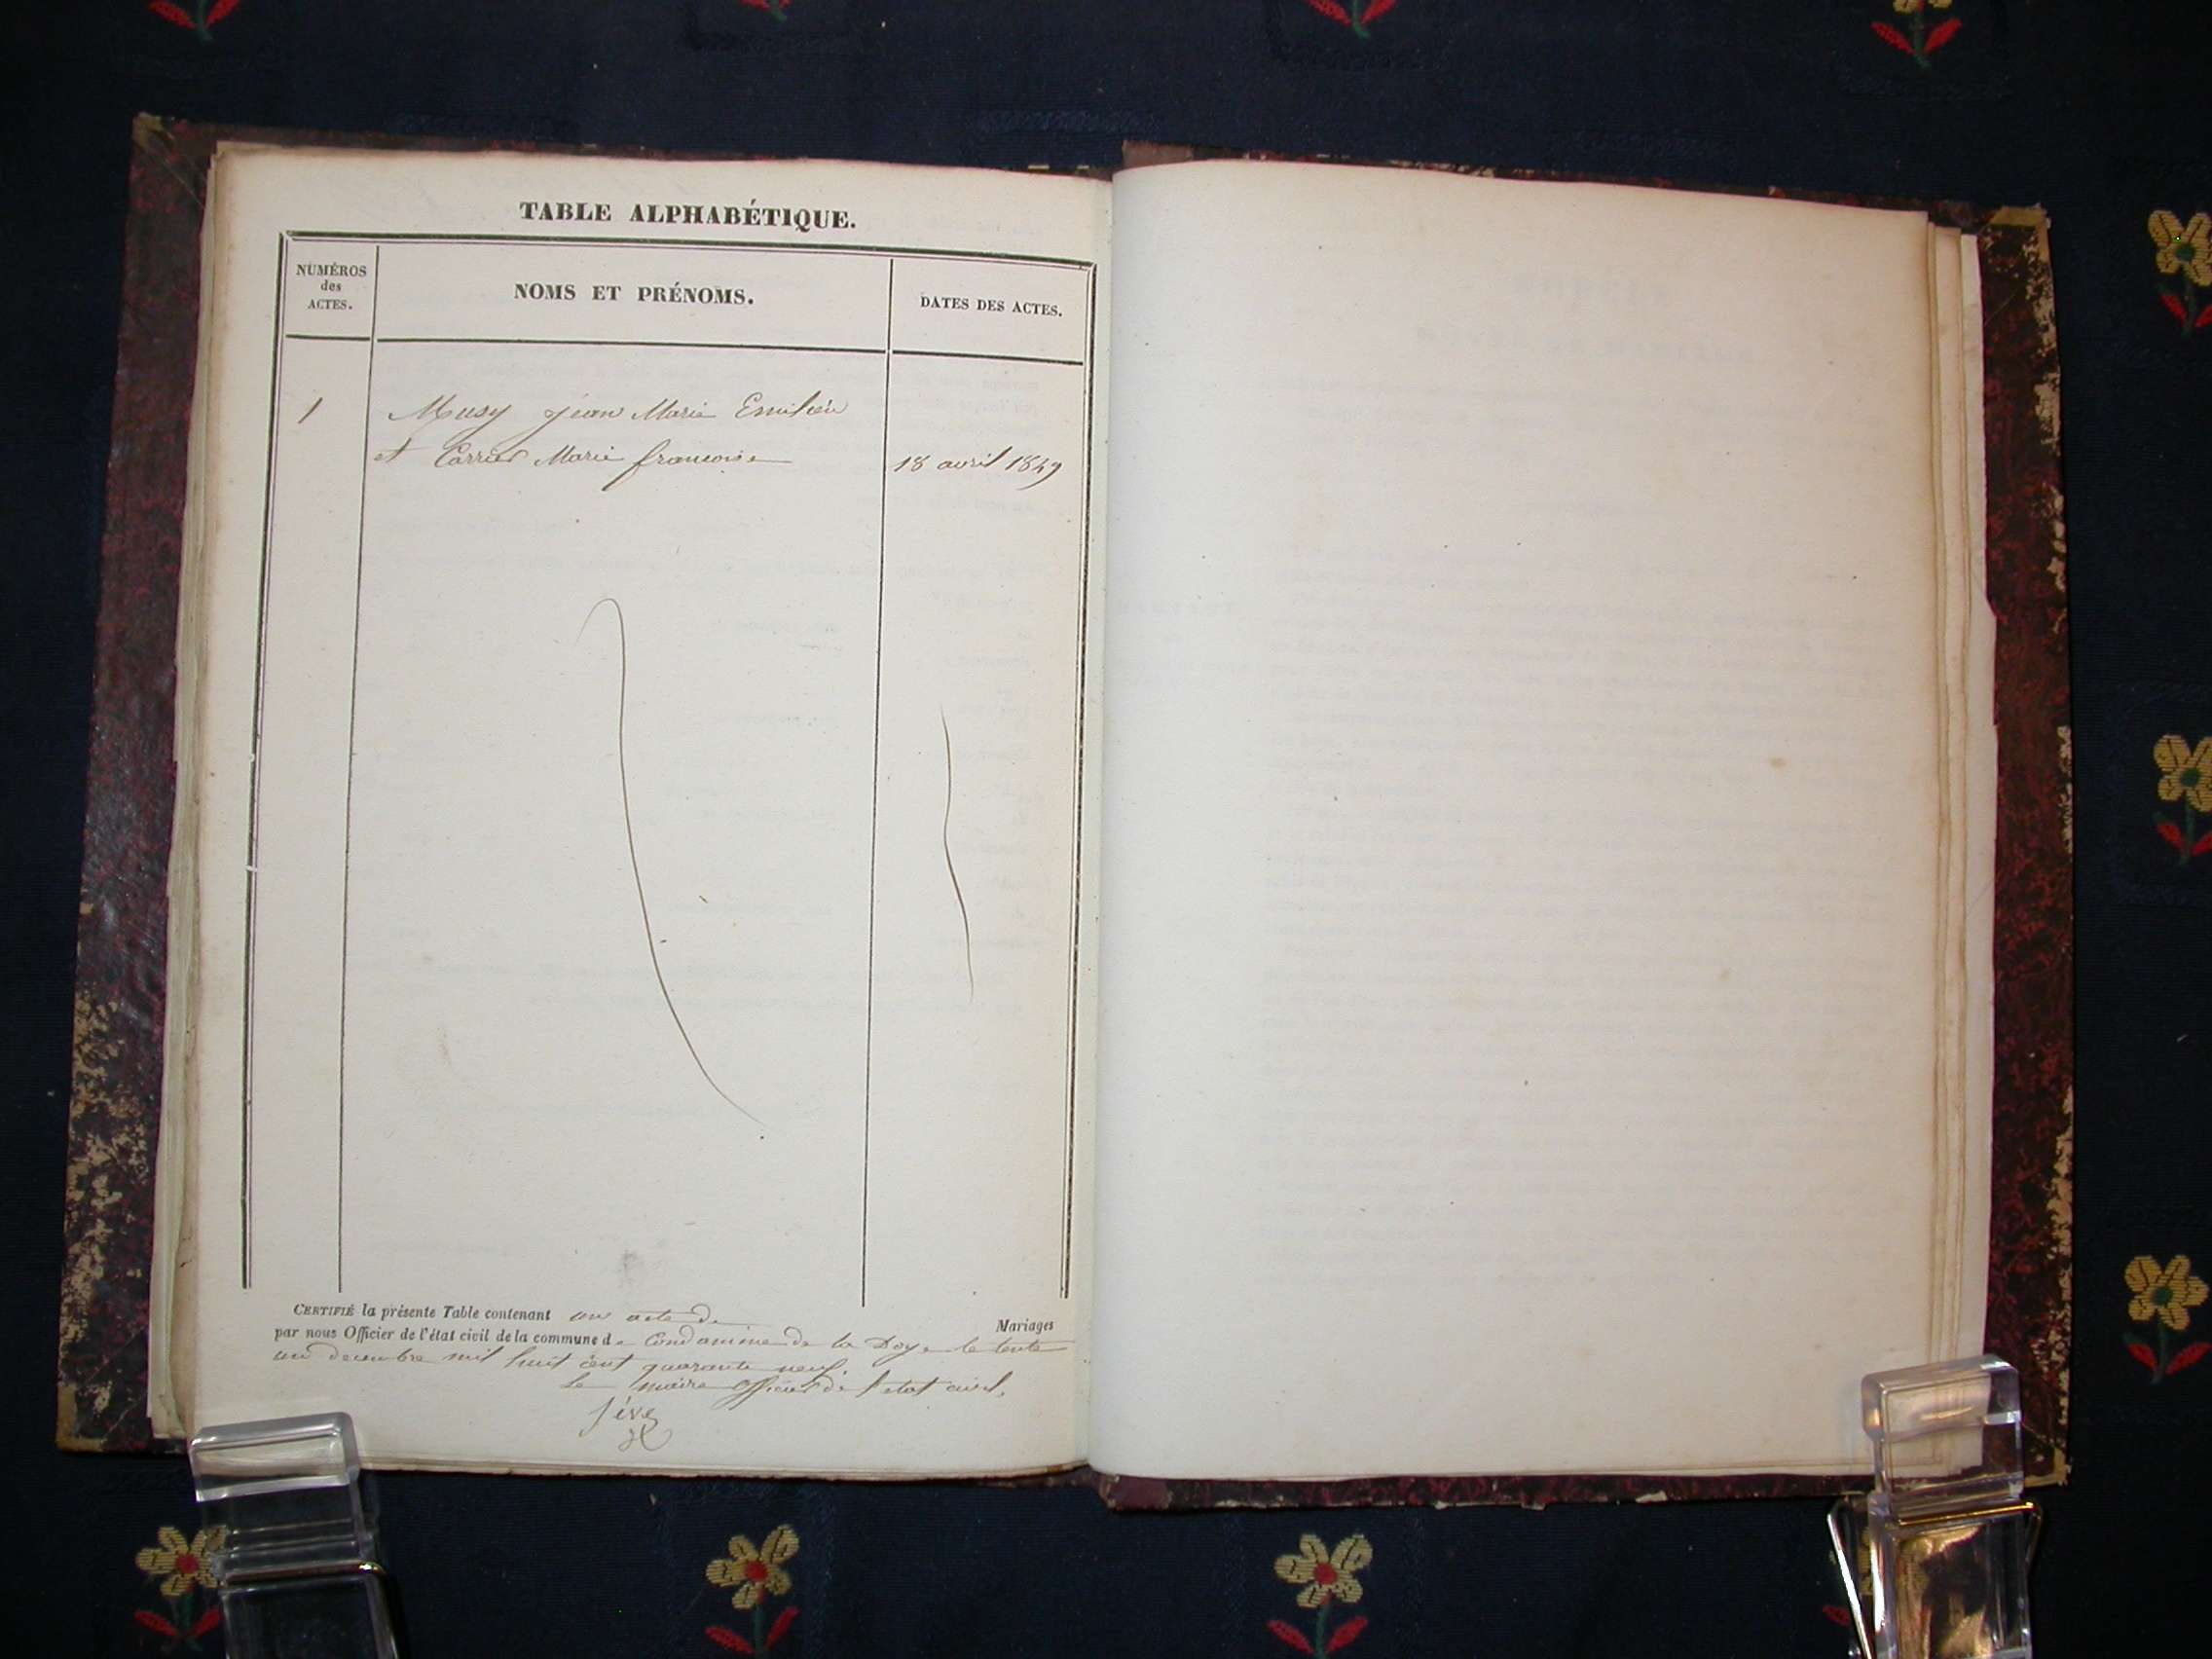 TABLE ALPHABÉTIQUE.
NUMÉROS
des
ACTES.
NOMS ET PRÉNOMS.
DATES DES ACTES.
1 Musy jean Marie Emilien
et Carrier Marie francoise 18 avril 1849
CERTIFIÉ la présente Table contenant un acte de Mariages
par nous Officier de l'état civil de la commune de Condamine de la Doye le trente
un decembre mil huit cent quarante neuf.
Le maire officier de l'etat civil.